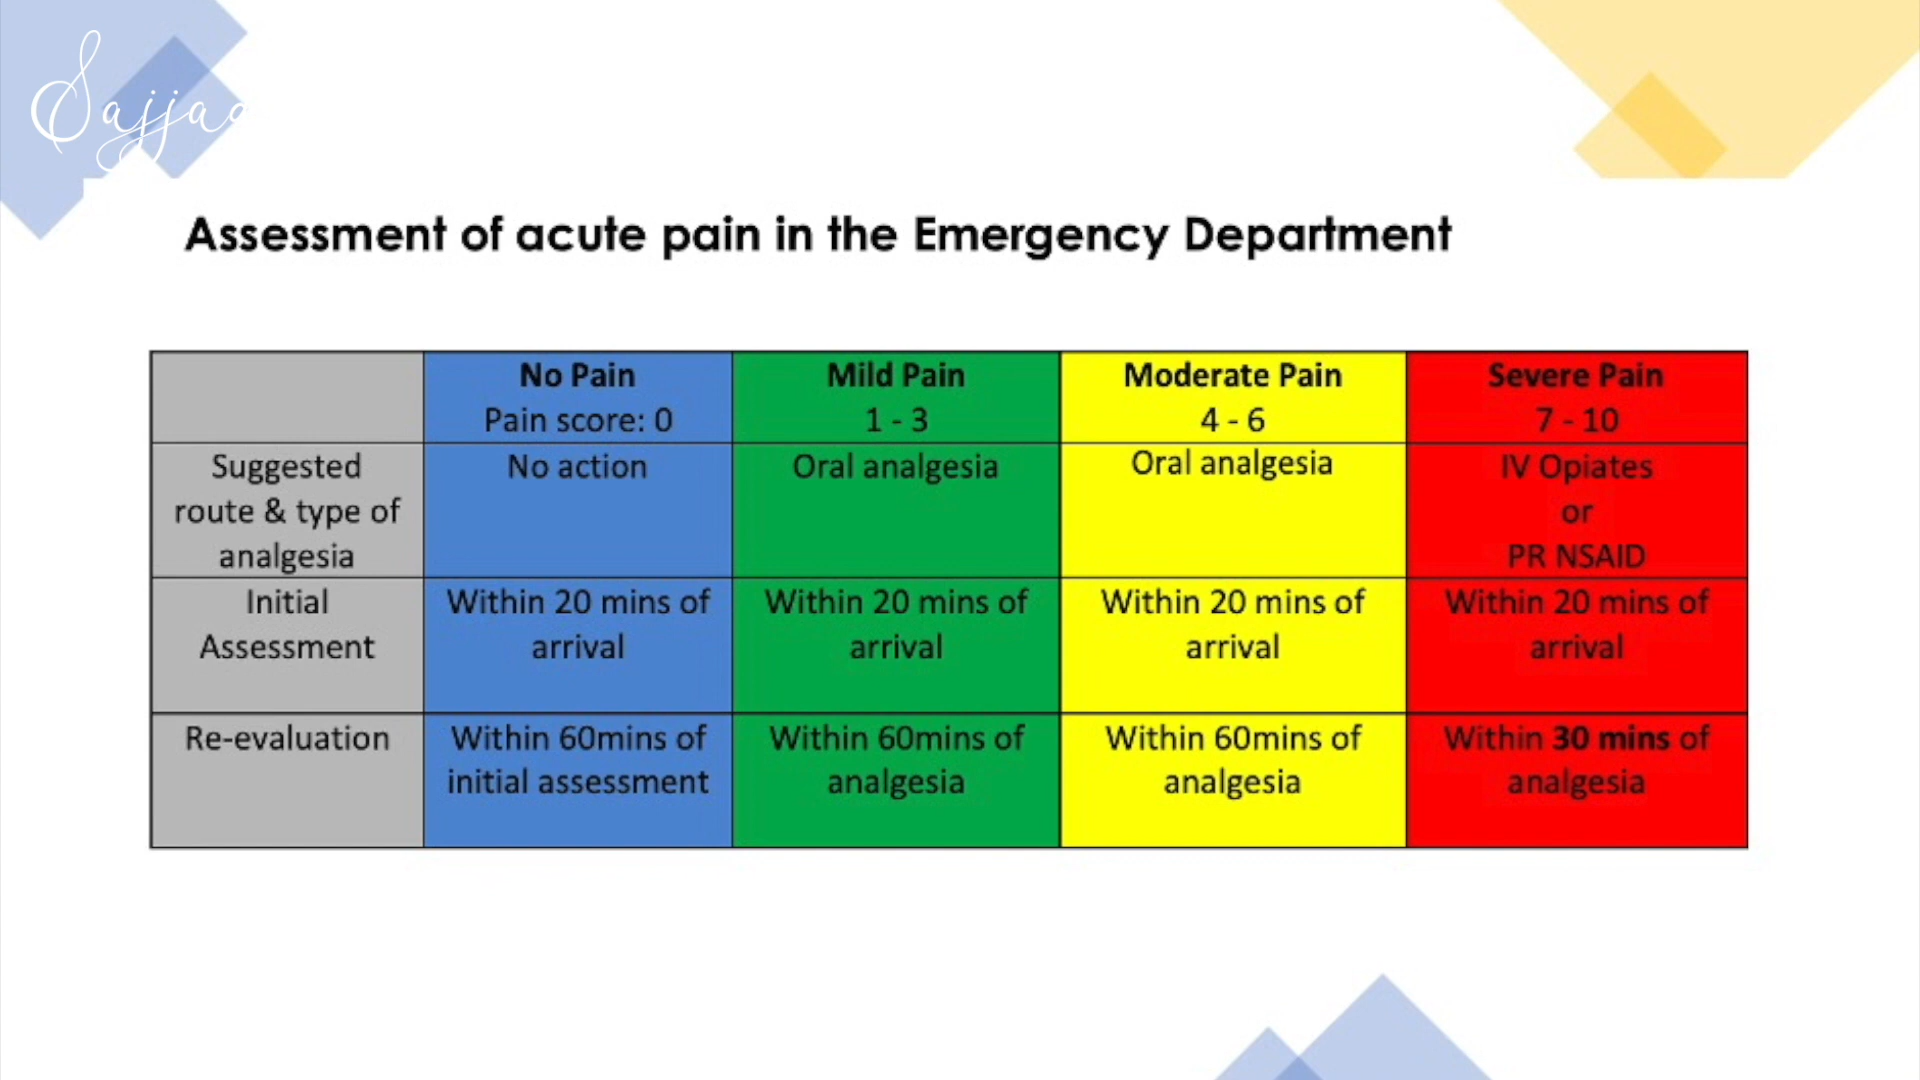 Assessment of acute pain in the Emergency Department
No Pain
Pain score: 0
Mild Pain
1 - 3
Moderate Pain
4 - 6
Severe Pain
7 - 10
Suggested
route & type of
analgesia
No action
Oral analgesia
Oral analgesia
IV Opiates
or
PR NSAID
Initial
Assessment
Within 20 mins of
arrival
Within 20 mins of
arrival
Within 20 mins of
arrival
Within 20 mins of
arrival
Re-evaluation
Within 60mins of
initial assessment
Within 60mins of
analgesia
Within 60mins of
analgesia
Within 30 mins of
analgesia